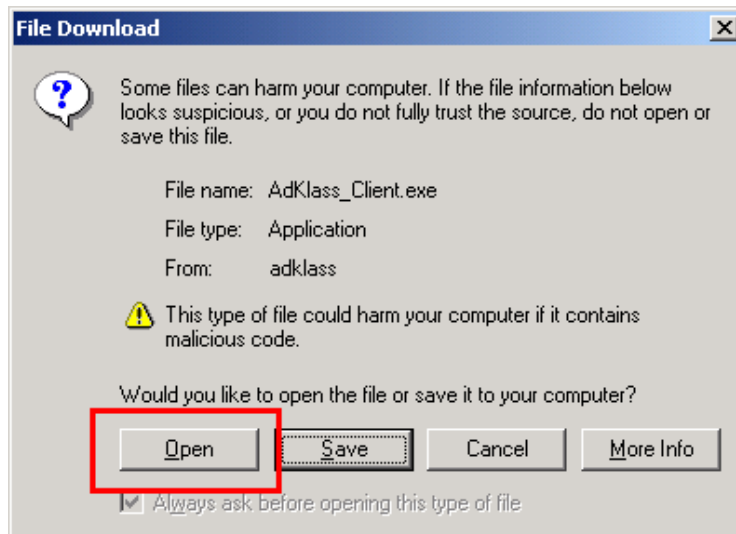 File Download
Some files can harm your computer. If the file information below
looks suspicious, or you do not fully trust the source, do not open or
save this file.
File name: AdKlass_Client.exe
File type: Application
From: adklass
This type of file could harm your computer if it contains
malicious code.
Would you like to open the file or save it to your computer?
Open Save Cancel More Info
Always ask before opening this type of file